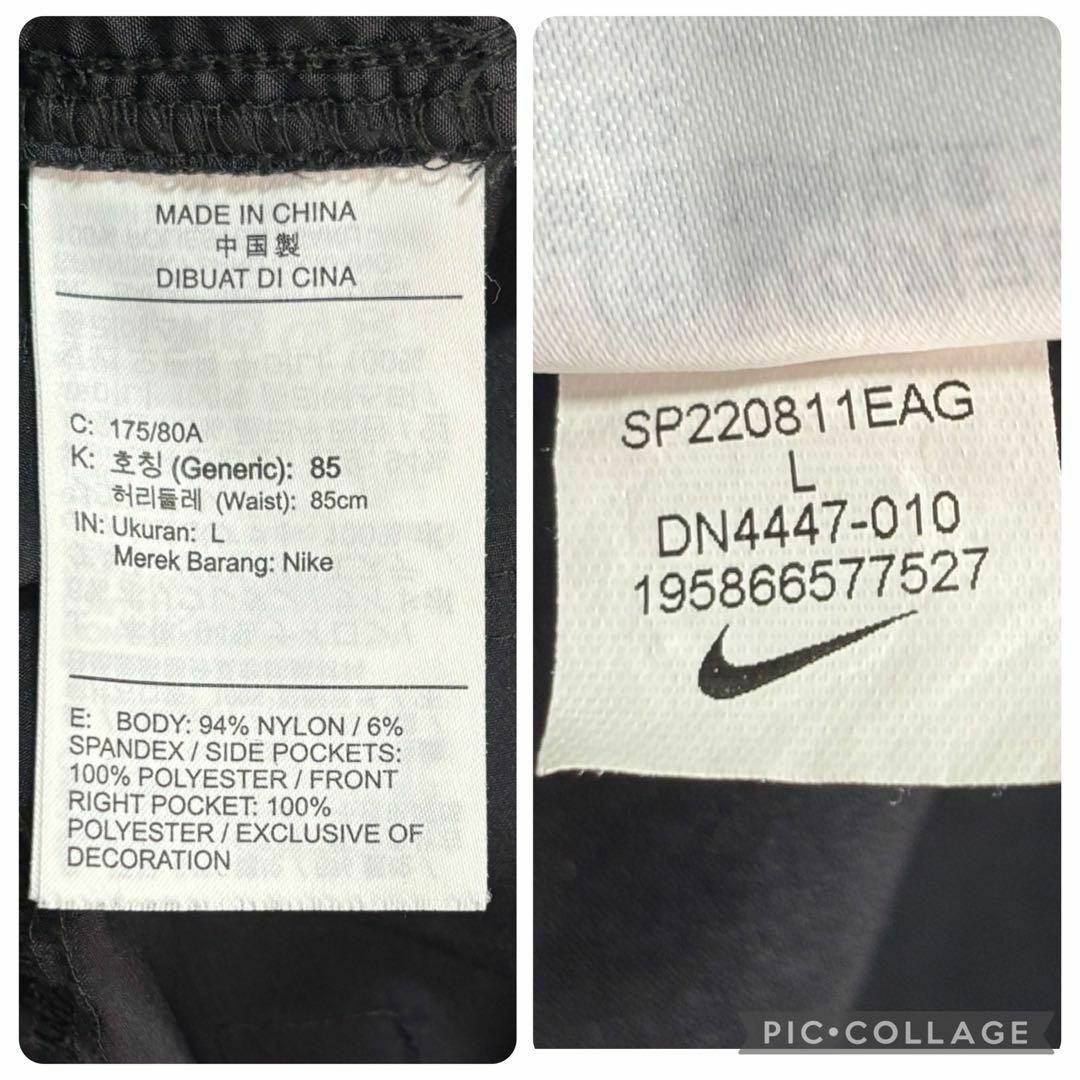 MADE IN CHINA
中国製
DIBUAT DI CINA
C: 175/80A
K: 호칭 (Generic): 85
허리둘레 (Waist): 85cm
IN: Ukuran: L
Merek Barang: Nike
E: BODY: 94% NYLON / 6%
SPANDEX / SIDE POCKETS:
100% POLYESTER / FRONT
RIGHT POCKET: 100%
POLYESTER / EXCLUSIVE OF
DECORATION
SP220811EAG
L
DN4447-010
195866577527
PIC•COLLAGE